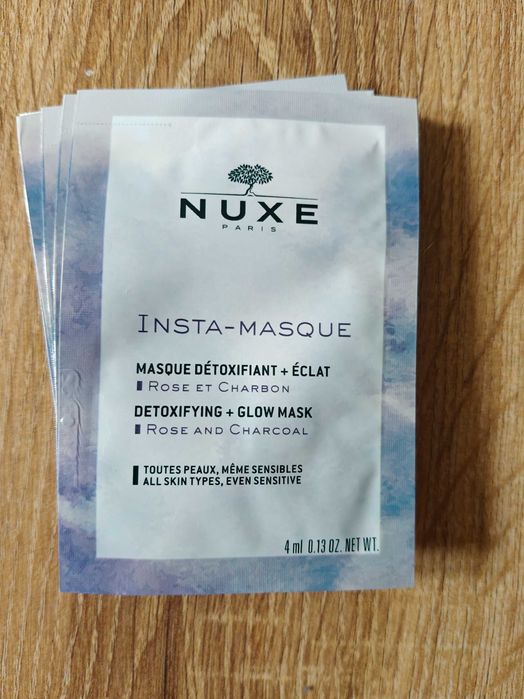 NUXE
PARIS
INSTA-MASQUE
MASQUE DÉTOXIFIANT + ÉCLAT
ROSE ET CHARBON
DETOXIFYING + GLOW MASK
ROSE AND CHARCOAL
TOUTES PEAUX, MÊME SENSIBLES
ALL SKIN TYPES, EVEN SENSITIVE
4 ml 0.13 OZ. NET WT.